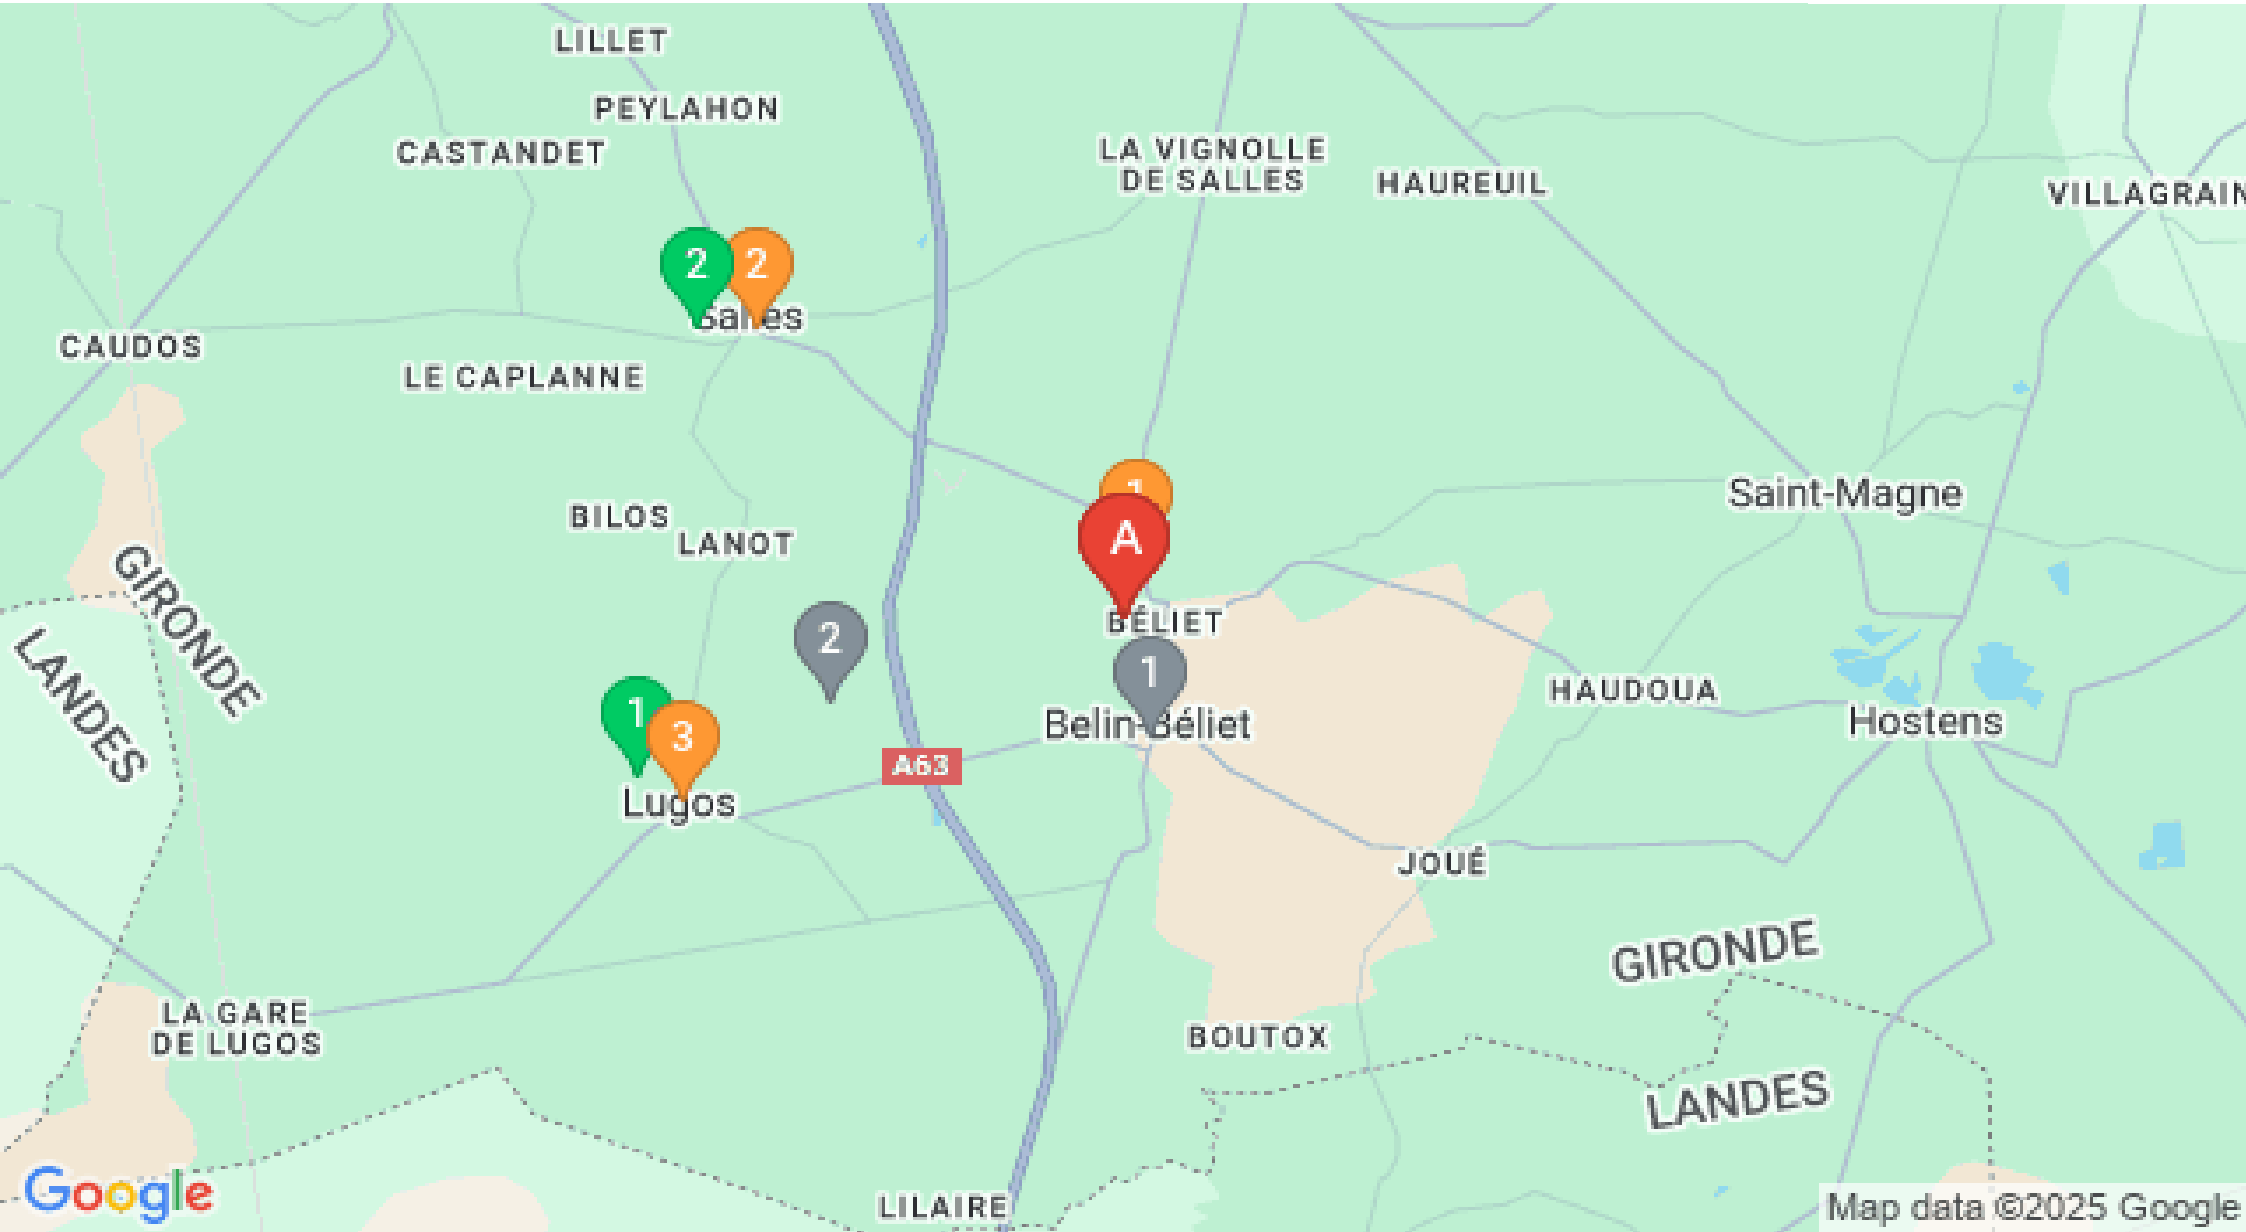 LILLET
PEYLAHON
CASTANDET
LA VIGNOLLE
DE SALLES
HAUREUIL
VILLAGRAIN
2
2
Salles
CAUDOS
LE CAPLANNE
1
A
Saint-Magne
BILOS
LANOT
GIRONDE
LANDES
BÉLIET
2
1
HAUDOUA
1
3
Belin-Béliet
Hostens
A63
Lugos
JOUÉ
GIRONDE
LA GARE
DE LUGOS
BOUTOX
LANDES
Google
LILAIRE
Map data ©2025 Google